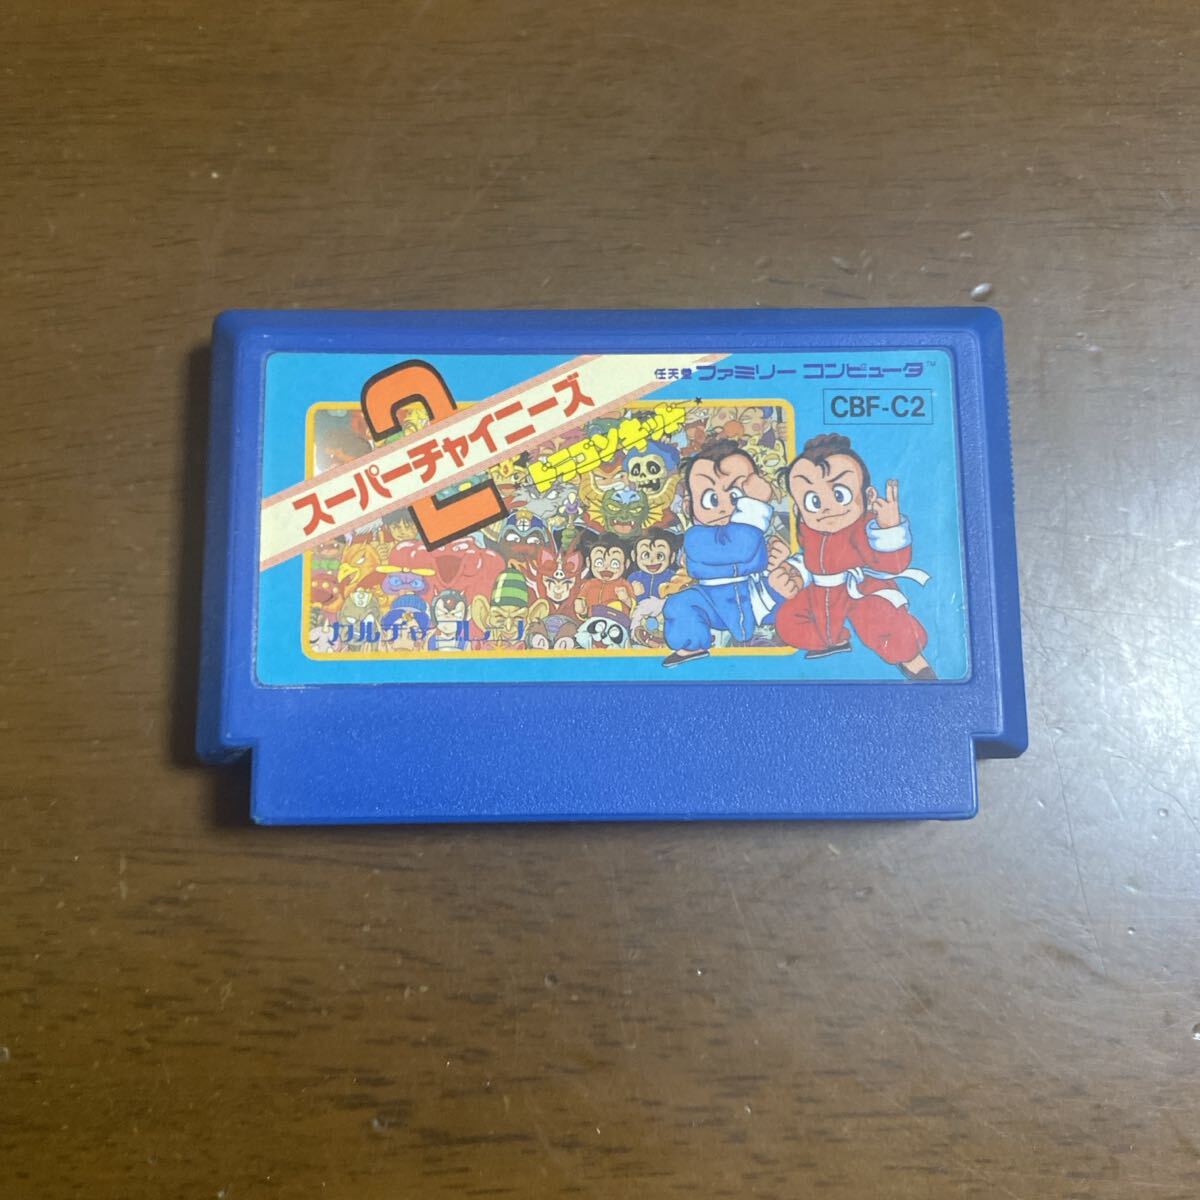 任天堂 ファミリー コンピュータ™
CBF-C2
スーパーチャイニーズ
2
ドラゴンキッド
カルチャーブレーン